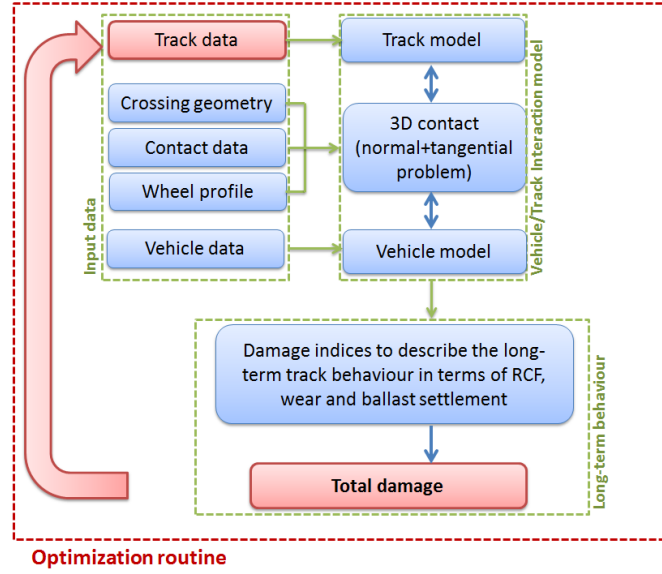 Track data
Track model
Crossing geometry
Contact data
Wheel profile
3D contact
(normal+tangential
problem)
Vehicle data
Vehicle model
Input data
Vehicle/Track Interaction model
Damage indices to describe the long-
term track behaviour in terms of RCF,
wear and ballast settlement
Total damage
Long-term behaviour
Optimization routine